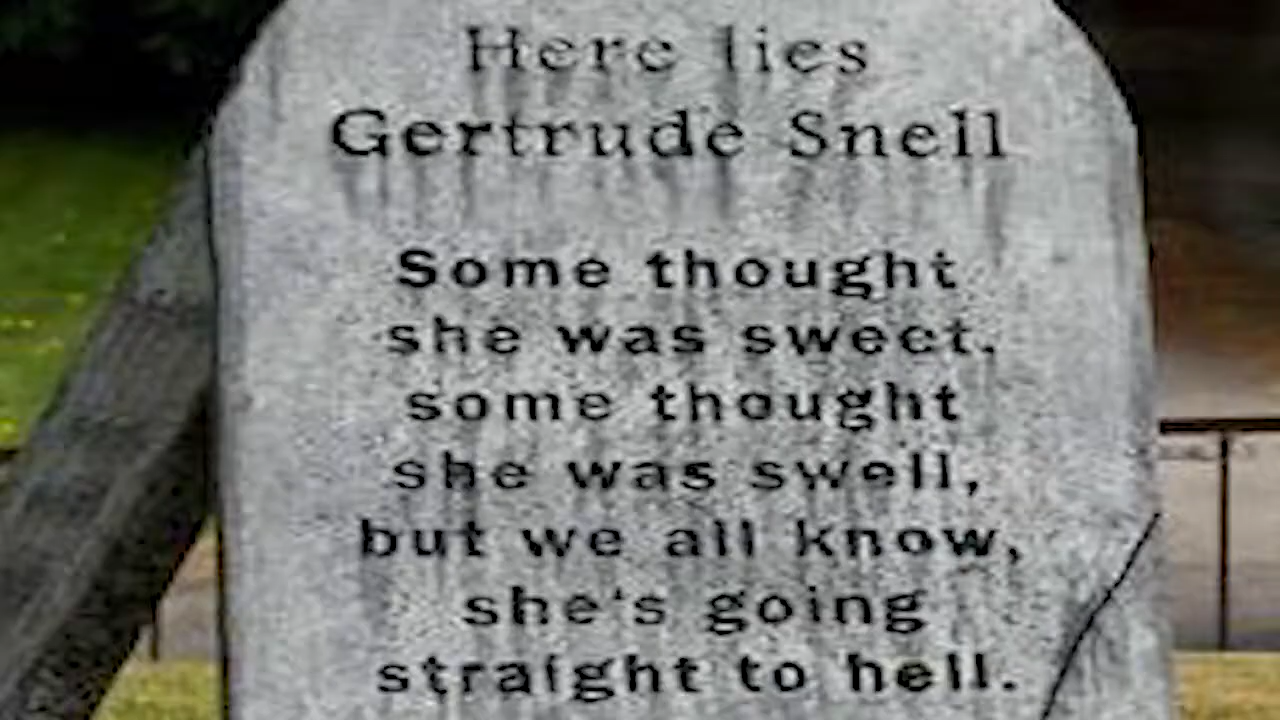 Here lies
Gertrude Snell
Some thought
she was sweet.
some thought
she was swell,
but we all know,
she's going
straight to hell.